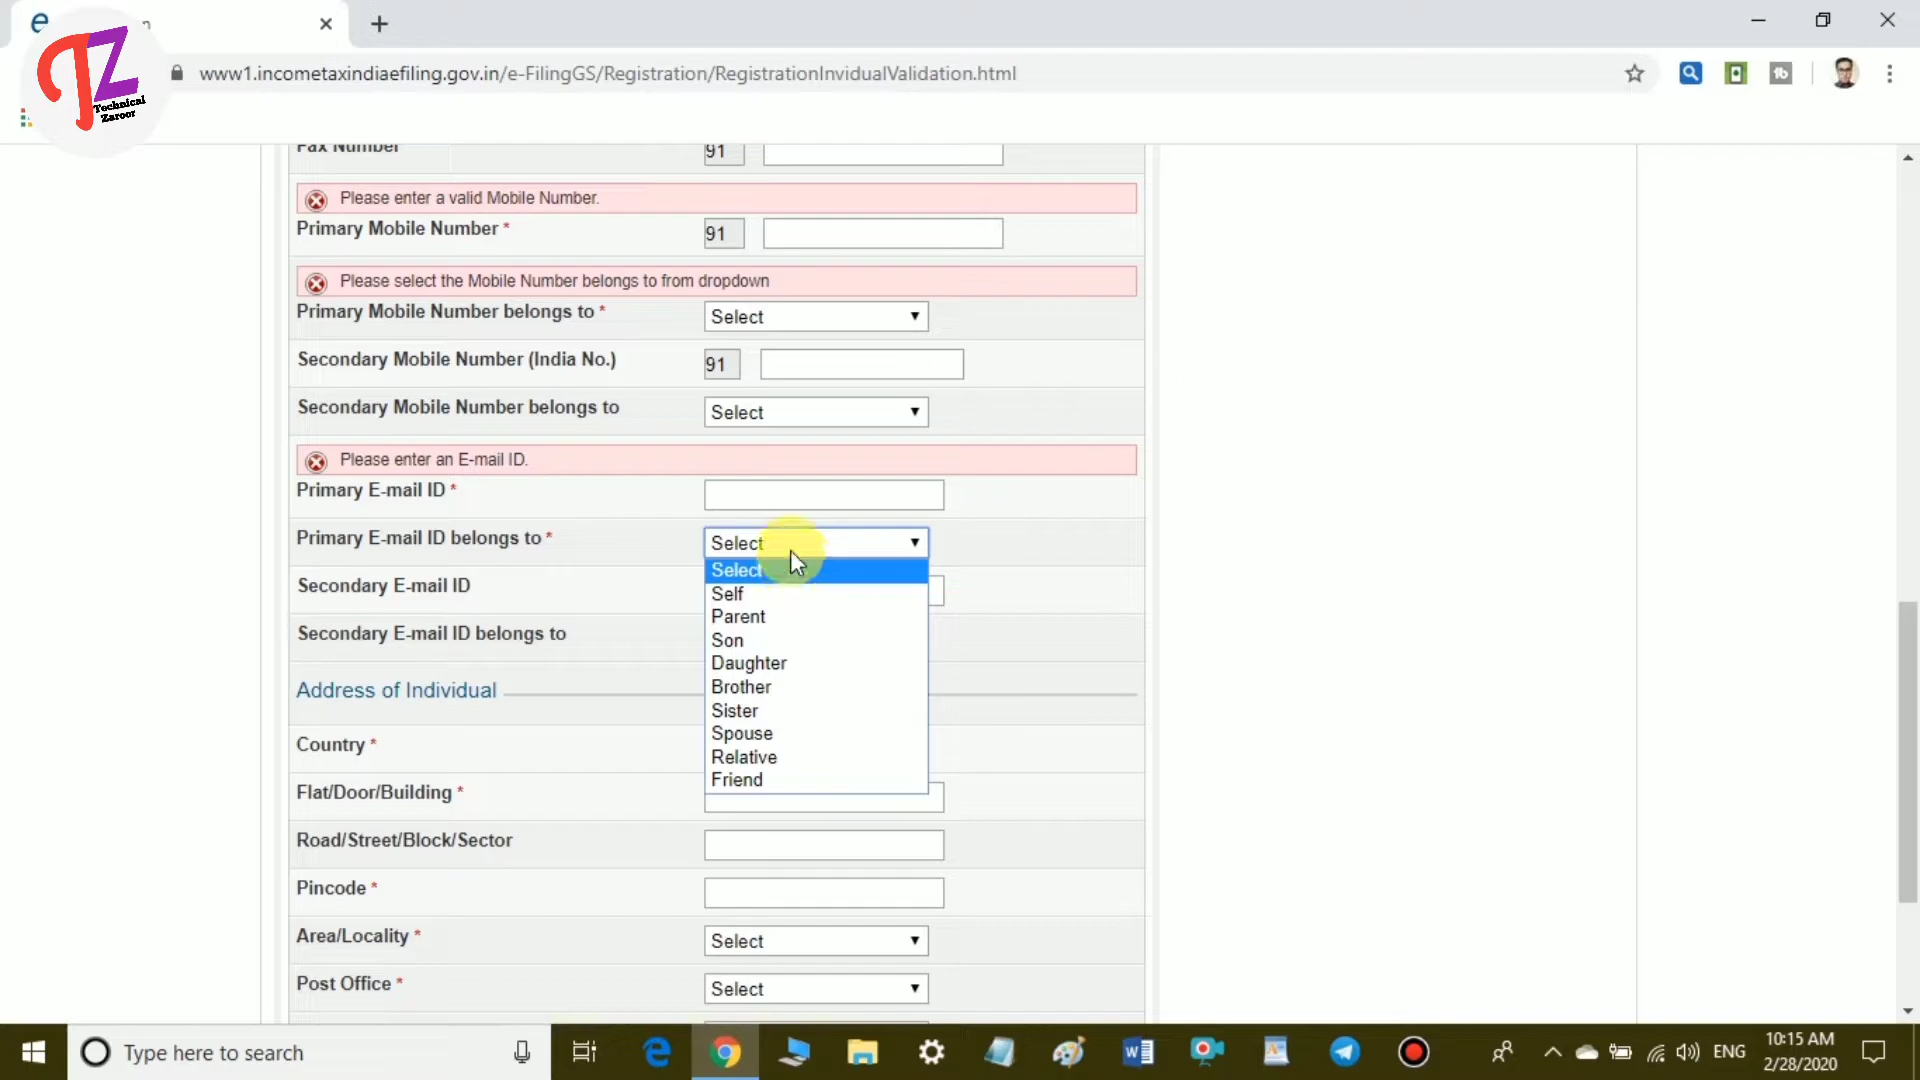 TZ
Technical
Zaroor
www1.incometaxindiaefiling.gov.in/e-FilingGS/Registration/RegistrationInvidualValidation.html
Fax Number
91
Please enter a valid Mobile Number.
Primary Mobile Number *
91
Please select the Mobile Number belongs to from dropdown
Primary Mobile Number belongs to *
Select
Secondary Mobile Number (India No.)
91
Secondary Mobile Number belongs to
Select
Please enter an E-mail ID.
Primary E-mail ID *
Primary E-mail ID belongs to *
Select
Select
Self
Parent
Son
Daughter
Brother
Sister
Spouse
Relative
Friend
Secondary E-mail ID
Secondary E-mail ID belongs to
Address of Individual
Country *
Flat/Door/Building *
Road/Street/Block/Sector
Pincode *
Area/Locality *
Select
Post Office *
Select
Type here to search
ENG
10:15 AM
2/28/2020